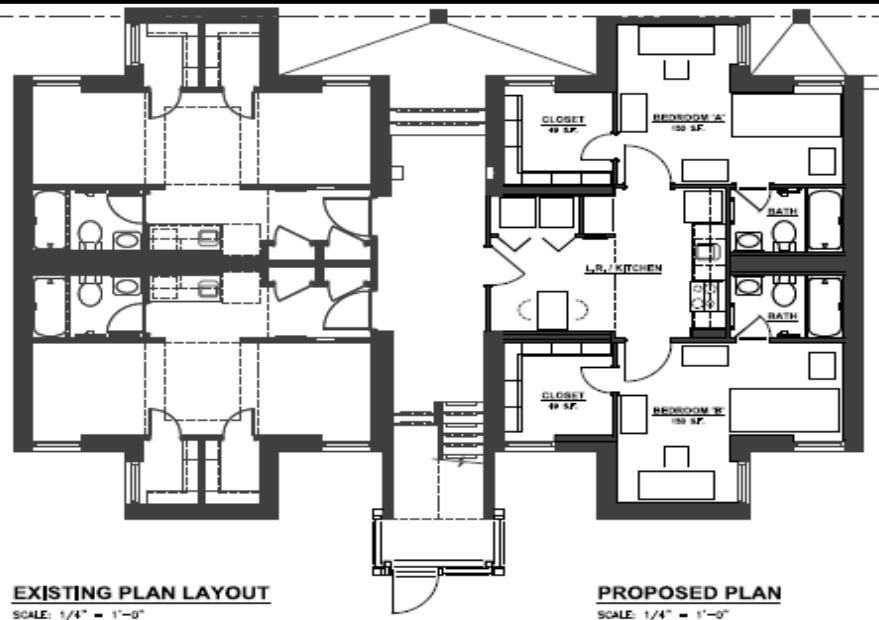 CLOSET
49 S.F.
BEDROOM "A"
150 S.F.
BATH
L.R. / KITCHEN
BATH
CLOSET
49 S.F.
BEDROOM "B"
150 S.F.
EXISTING PLAN LAYOUT
SCALE: 1/4" = 1'-0"
PROPOSED PLAN
SCALE: 1/4" = 1'-0"